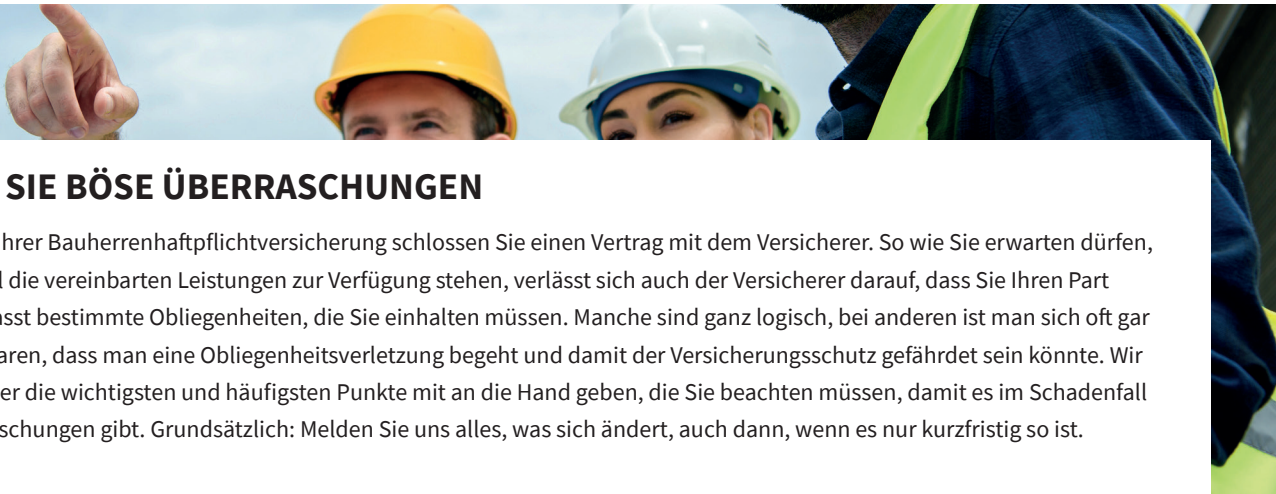 SIE BÖSE ÜBERRASCHUNGEN
hrer Bauherrenhaftpflichtversicherung schlossen Sie einen Vertrag mit dem Versicherer. So wie Sie erwarten dürfen,
die vereinbarten Leistungen zur Verfügung stehen, verlässt sich auch der Versicherer darauf, dass Sie Ihren Part
sst bestimmte Obliegenheiten, die Sie einhalten müssen. Manche sind ganz logisch, bei anderen ist man sich oft gar
aren, dass man eine Obliegenheitsverletzung begeht und damit der Versicherungsschutz gefährdet sein könnte. Wir
er die wichtigsten und häufigsten Punkte mit an die Hand geben, die Sie beachten müssen, damit es im Schadenfall
schungen gibt. Grundsätzlich: Melden Sie uns alles, was sich ändert, auch dann, wenn es nur kurzfristig so ist.